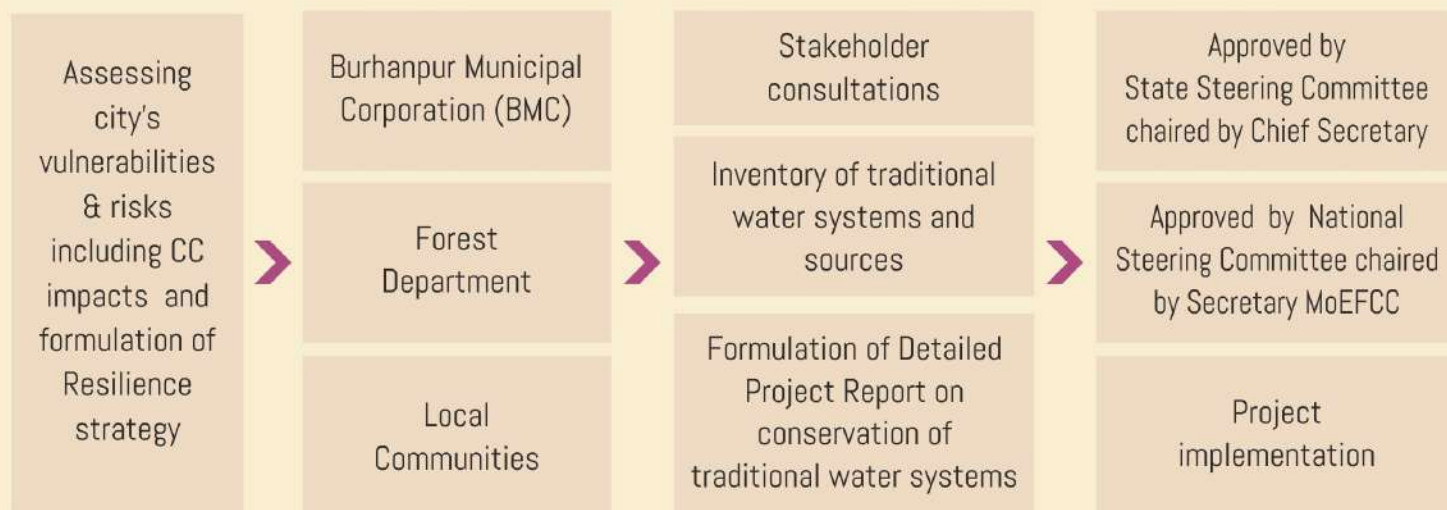 Assessing
city's
vulnerabilities
& risks
including CC
impacts and
formulation of
Resilience
strategy
Burhanpur Municipal
Corporation (BMC)
Forest
Department
Local
Communities
Stakeholder
consultations
Inventory of traditional
water systems and
sources
Formulation of Detailed
Project Report on
conservation of
traditional water systems
Approved by
State Steering Committee
chaired by Chief Secretary
Approved by National
Steering Committee chaired
by Secretary MoEFCC
Project
implementation